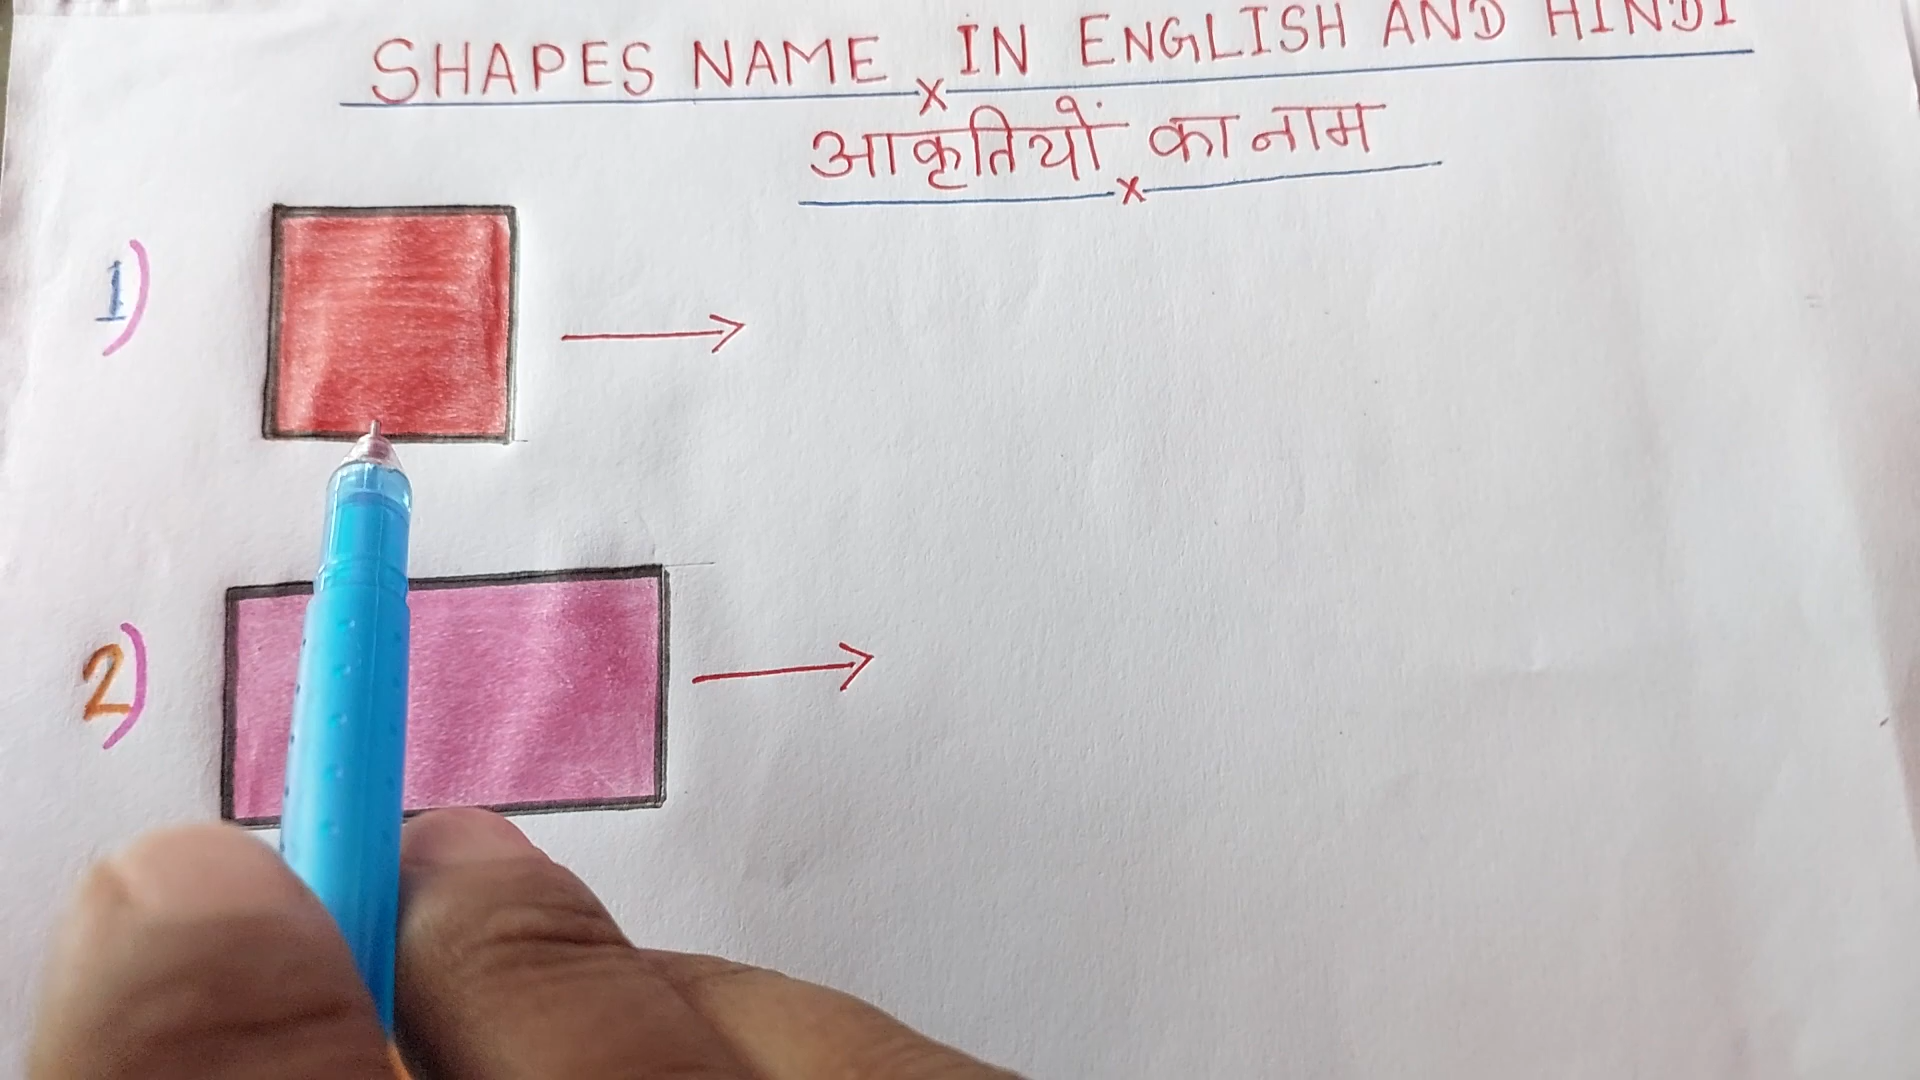 SHAPES NAME IN ENGLISH AND HINDI
आकृतियों का नाम
1)
2)